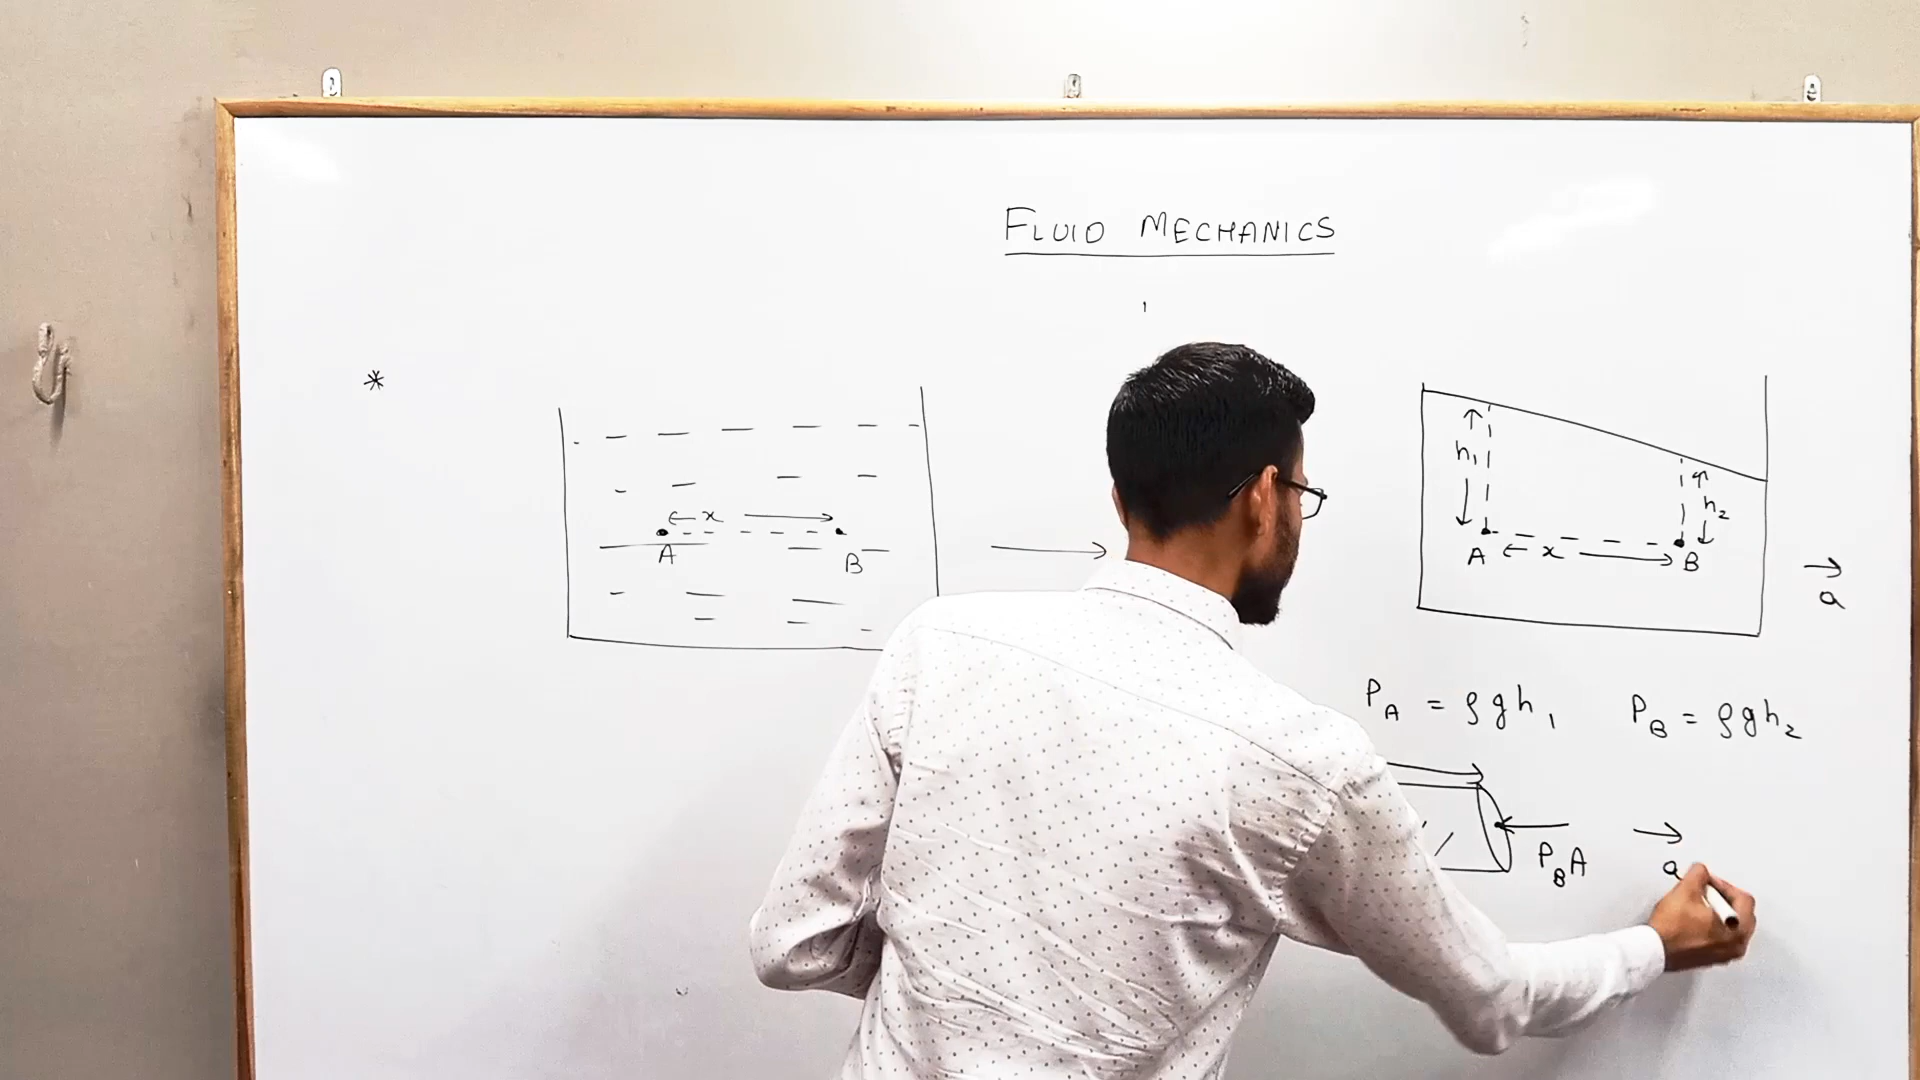 FLUID MECHANICS
*
x
A
B
h₁
h₂
A
x
B
a
P_A = ρgh₁
P_B = ρgh₂
P_B A
a